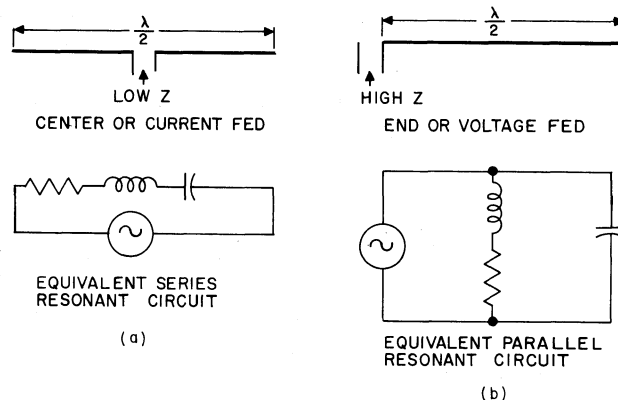 λ/2
LOW Z
CENTER OR CURRENT FED
EQUIVALENT SERIES
RESONANT CIRCUIT
(a)
λ/2
HIGH Z
END OR VOLTAGE FED
EQUIVALENT PARALLEL
RESONANT CIRCUIT
(b)